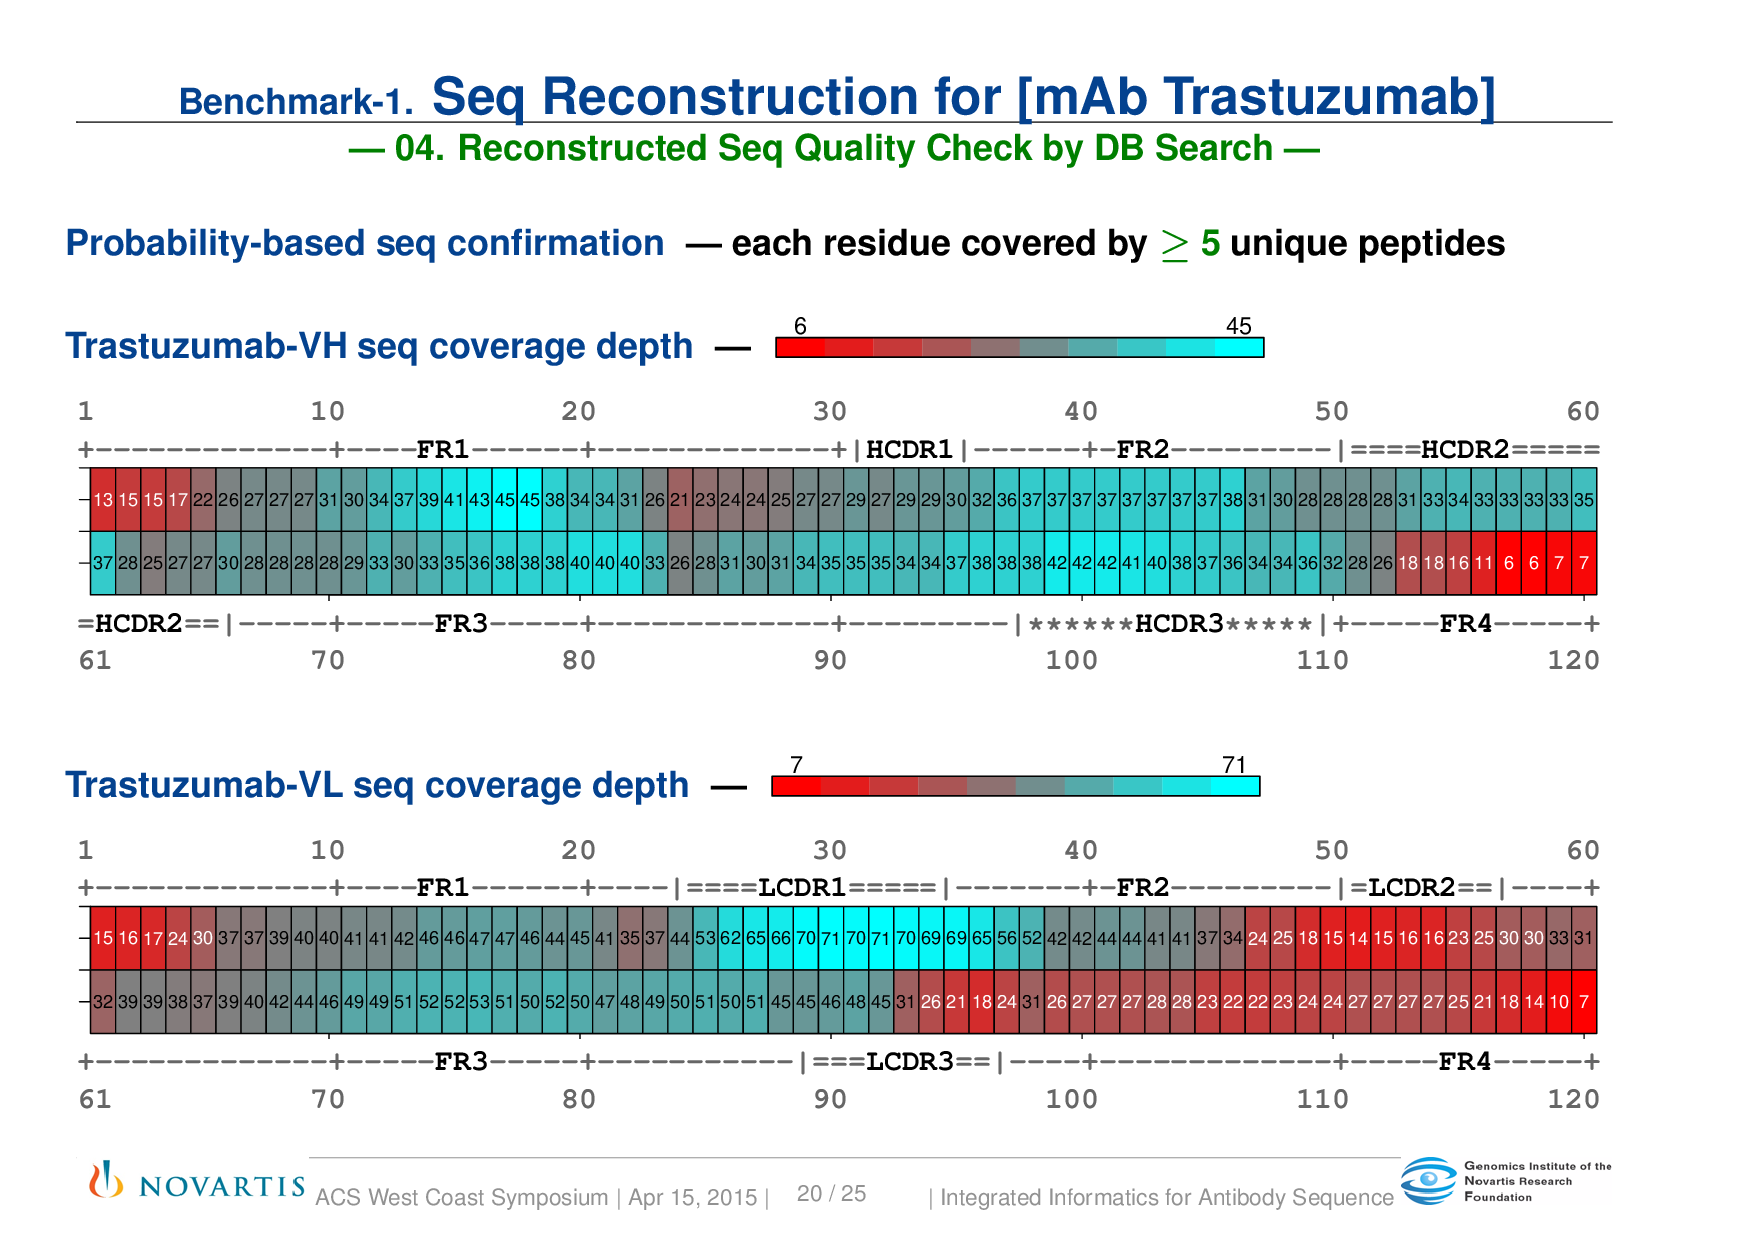 Benchmark-1. Seq Reconstruction for [mAb Trastuzumab]
— 04. Reconstructed Seq Quality Check by DB Search —
Probability-based seq confirmation — each residue covered by ≥ 5 unique peptides
6 45
Trastuzumab-VH seq coverage depth —
1 10 20 30 40 50 60
+--------------+----FR1------+--------------+|HCDR1|------+-FR2---------|====HCDR2=====
13 15 15 17 22 26 27 27 27 31 30 34 37 39 41 43 45 45 38 34 34 31 26 21 23 24 24 25 27 27 29 27 29 29 30 32 36 37 37 37 37 37 37 37 37 38 31 30 28 28 28 28 31 33 34 33 33 33 33 35
37 28 25 27 27 30 28 28 28 28 29 33 30 33 35 36 38 38 38 40 40 40 33 26 28 31 30 31 34 35 35 35 34 34 37 38 38 38 42 42 42 41 40 38 37 36 34 34 36 32 28 26 18 18 16 11 6 6 7 7
=HCDR2==|-----+-----FR3-----+--------------+---------|******HCDR3*****|+-----FR4-----+
61 70 80 90 100 110 120
7 71
Trastuzumab-VL seq coverage depth —
1 10 20 30 40 50 60
+--------------+----FR1------+----|====LCDR1=====|-------+-FR2---------|=LCDR2==|----+
15 16 17 24 30 37 37 39 40 40 41 41 42 46 46 47 47 46 44 45 41 35 37 44 53 62 65 66 70 71 70 71 70 69 69 65 56 52 42 42 44 44 41 41 37 34 24 25 18 15 14 15 16 16 23 25 30 30 33 31
32 39 39 38 37 39 40 42 44 46 49 49 51 52 52 53 51 50 52 50 47 48 49 50 51 50 51 45 45 46 48 45 31 26 21 18 24 31 26 27 27 27 28 28 23 22 22 23 24 24 27 27 27 27 25 21 18 14 10 7
+--------------+-----FR3-----+-----------|===LCDR3==|----+--------------+-----FR4-----+
61 70 80 90 100 110 120
NOVARTIS ACS West Coast Symposium | Apr 15, 2015 | 20 / 25 | Integrated Informatics for Antibody Sequence
Genomics Institute of the
Novartis Research
Foundation